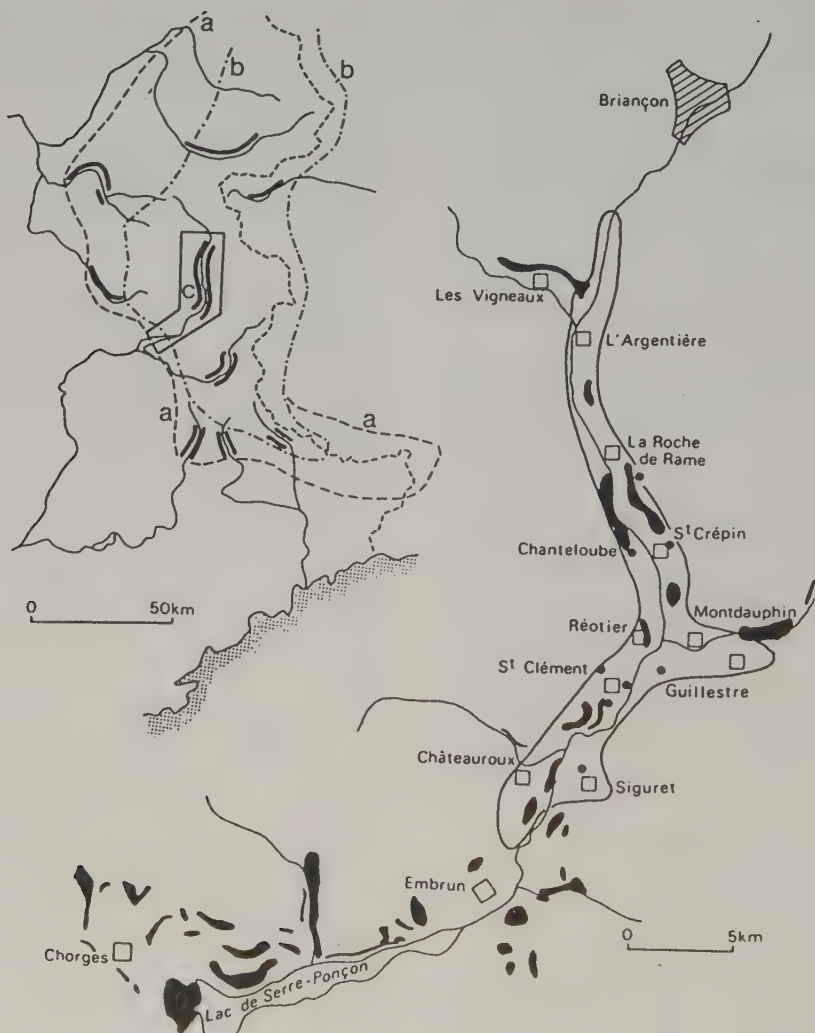 a
b
b
Briançon
Les Vigneaux
L'Argentière
C
La Roche
de Rame
a
a
St Crépin
Chanteloube
0 50km
Montdauphin
Réotier
St Clément
Guillestre
Châteauroux
Siguret
Embrun
Chorges
0 5km
Lac de Serre-Ponçon